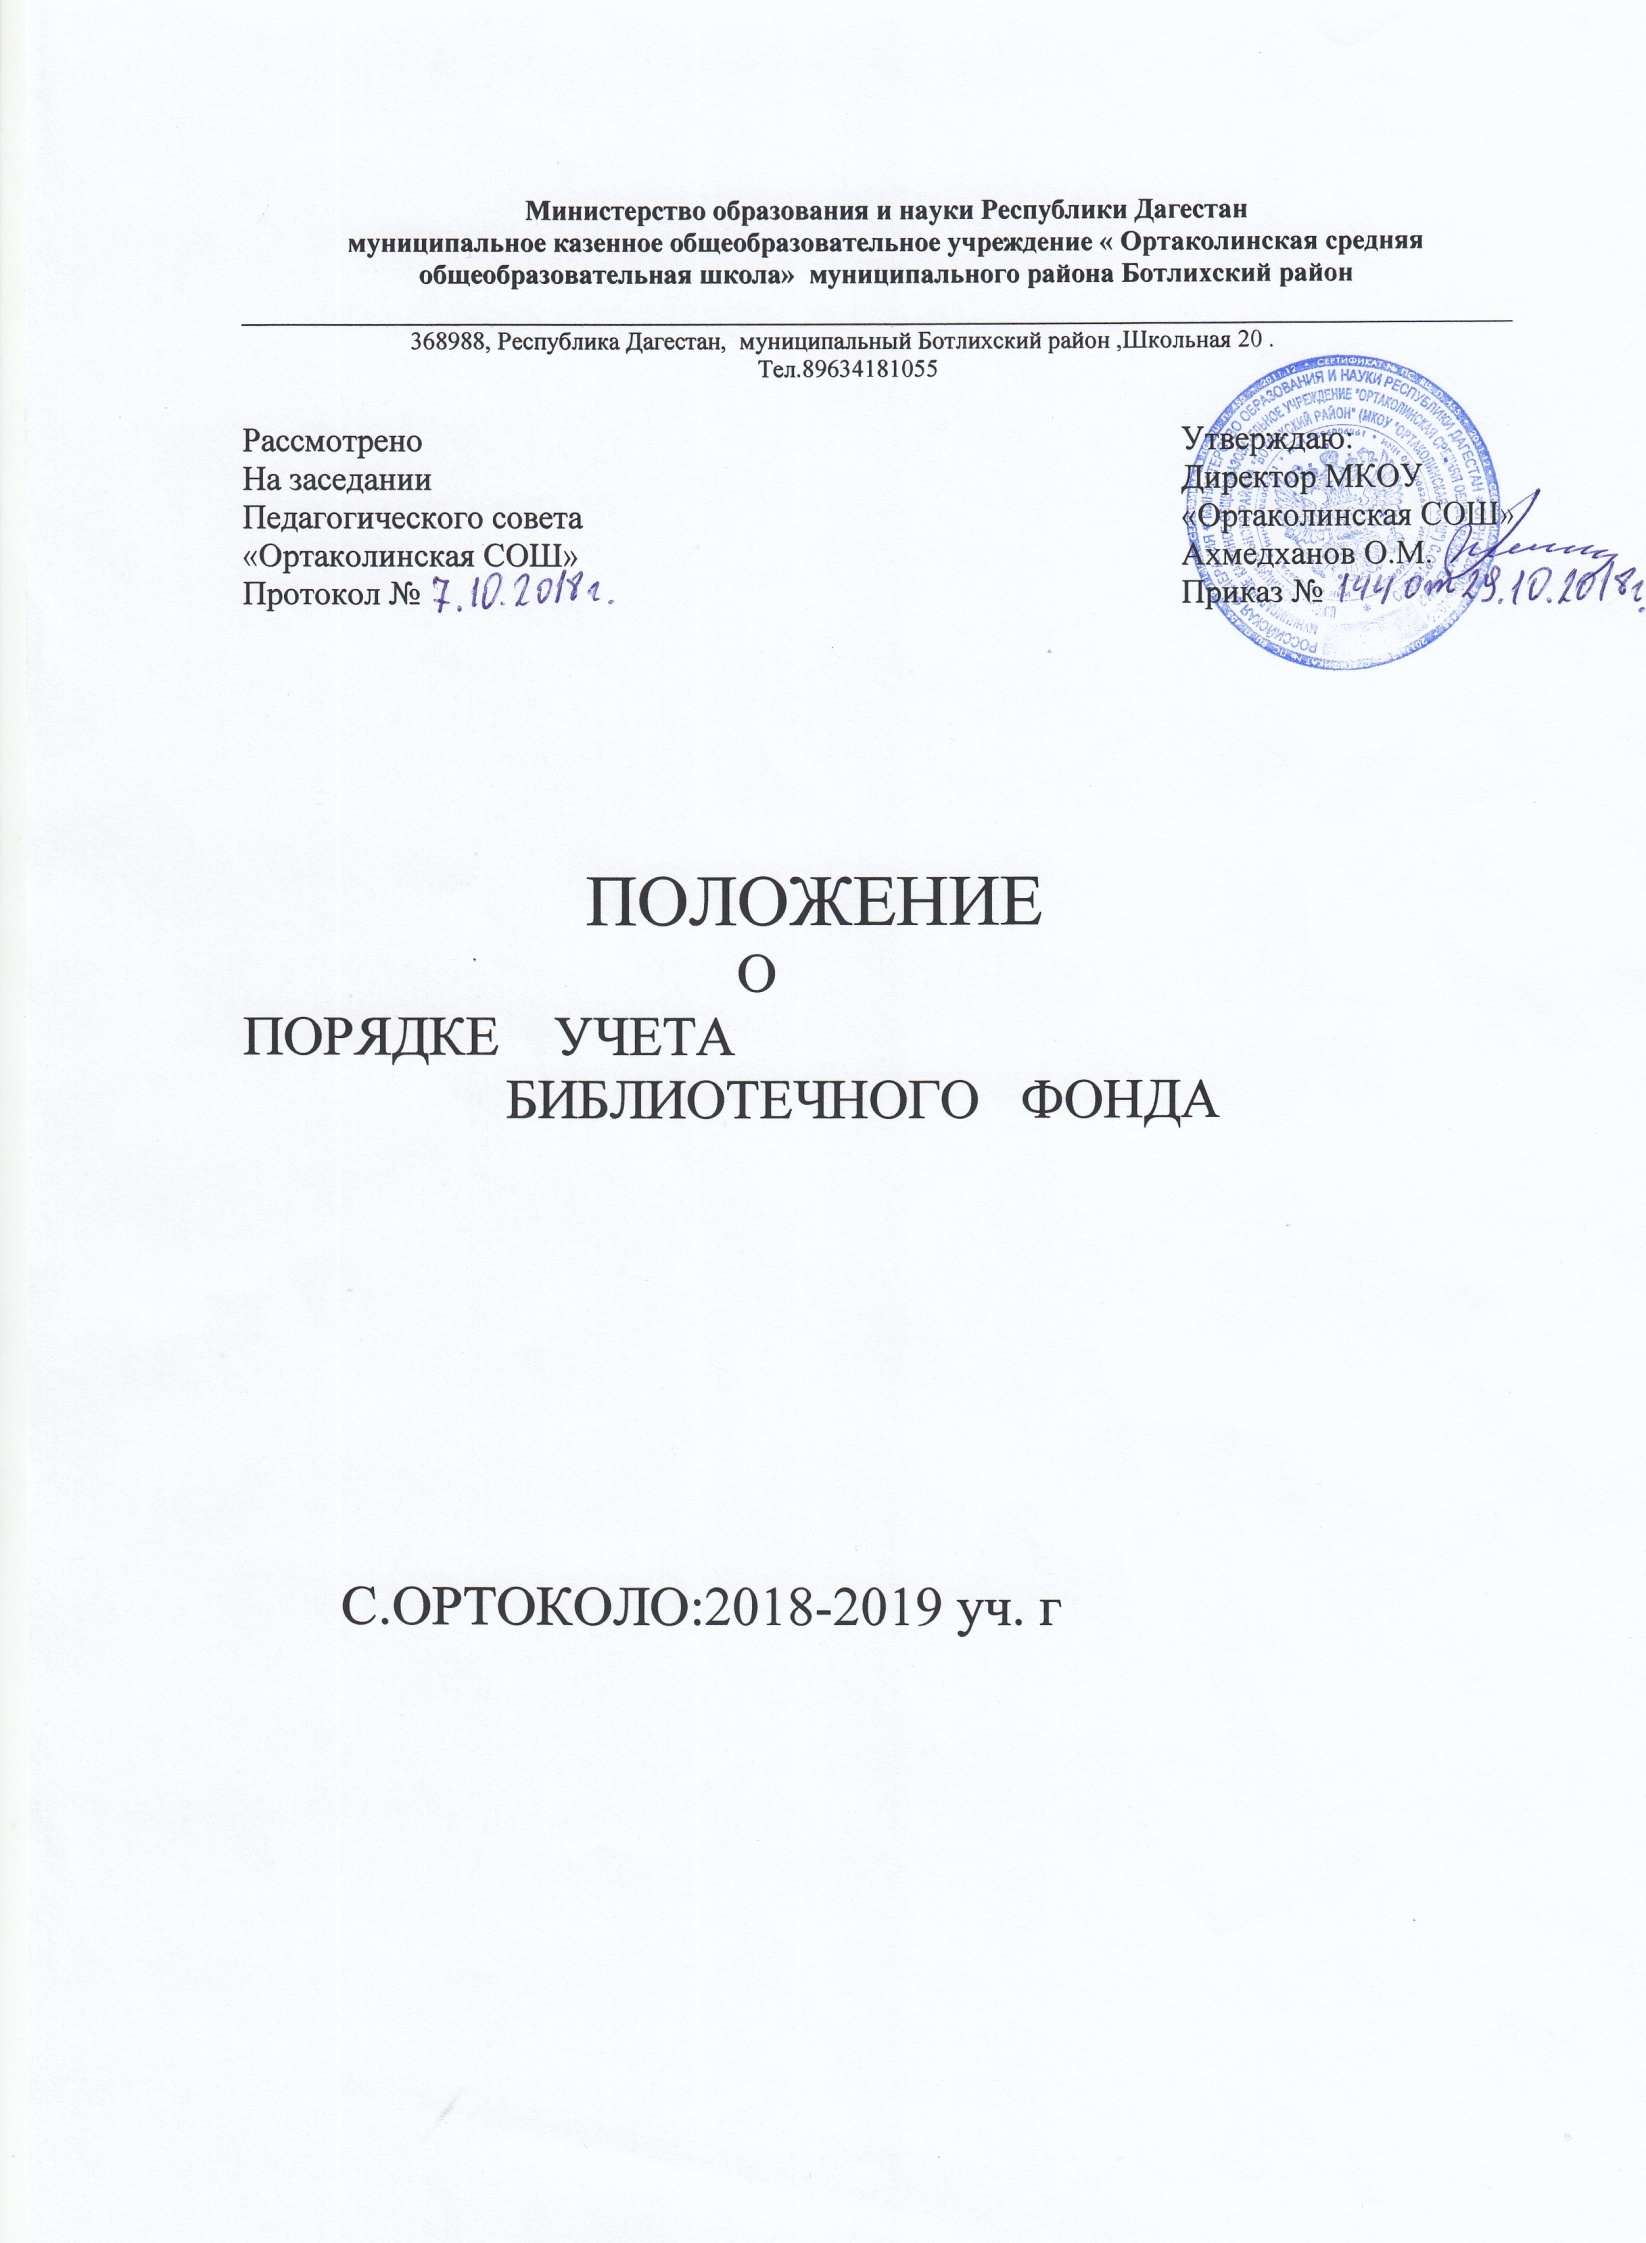 Министерство образования и науки Республики Дагестан
муниципальное казенное общеобразовательное учреждение « Ортаколинская средняя
общеобразовательная школа»  муниципального района Ботлихский район
368988, Республика Дагестан,  муниципальный Ботлихский район ,Школьная 20 .
Тел.89634181055
Рассмотрено
На заседании
Педагогического совета
«Ортаколинская СОШ»
Протокол № 7.10.2018г.
Утверждаю:
Директор МКОУ
«Ортаколинская СОШ»
Ахмедханов О.М.
Приказ № 144 от 29.10.2018г.
ПОЛОЖЕНИЕ
О
ПОРЯДКЕ УЧЕТА
БИБЛИОТЕЧНОГО ФОНДА
С.ОРТОКОЛО:2018-2019 уч. г